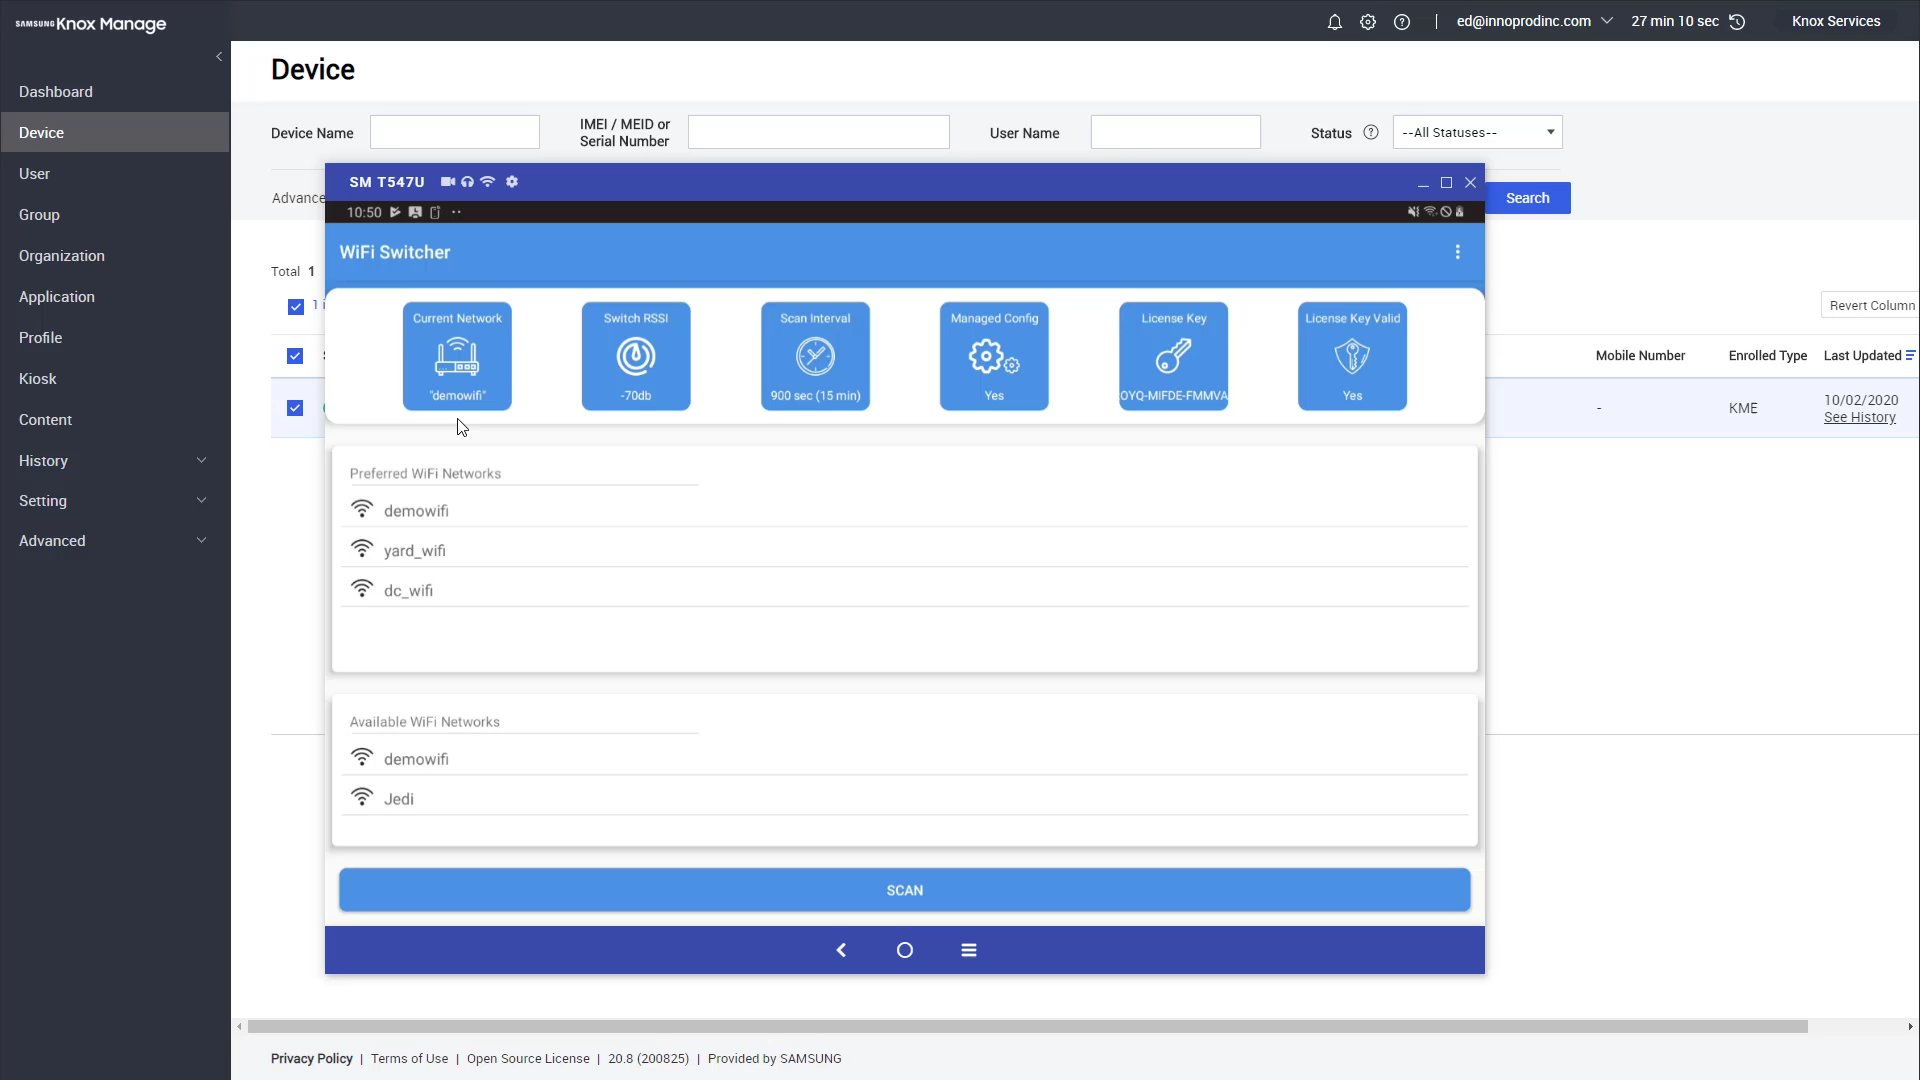 SAMSUNG Knox Manage
ed@innoprodinc.com
27 min 10 sec
Knox Services
Dashboard
Device
User
Group
Organization
Application
Profile
Kiosk
Content
History
Setting
Advanced
Device
Device Name
IMEI / MEID or
Serial Number
User Name
Status
--All Statuses--
Search
Total 1
Revert Column
Mobile Number
Enrolled Type
Last Updated
-
KME
10/02/2020
See History
SM T547U
10:50
WiFi Switcher
Current Network
"demowifi"
Switch RSSI
-70db
Scan Interval
900 sec (15 min)
Managed Config
Yes
License Key
OYQ-MIFDE-FMMVA
License Key Valid
Yes
Preferred WiFi Networks
demowifi
yard_wifi
dc_wifi
Available WiFi Networks
demowifi
Jedi
SCAN
Privacy Policy | Terms of Use | Open Source License | 20.8 (200825) | Provided by SAMSUNG